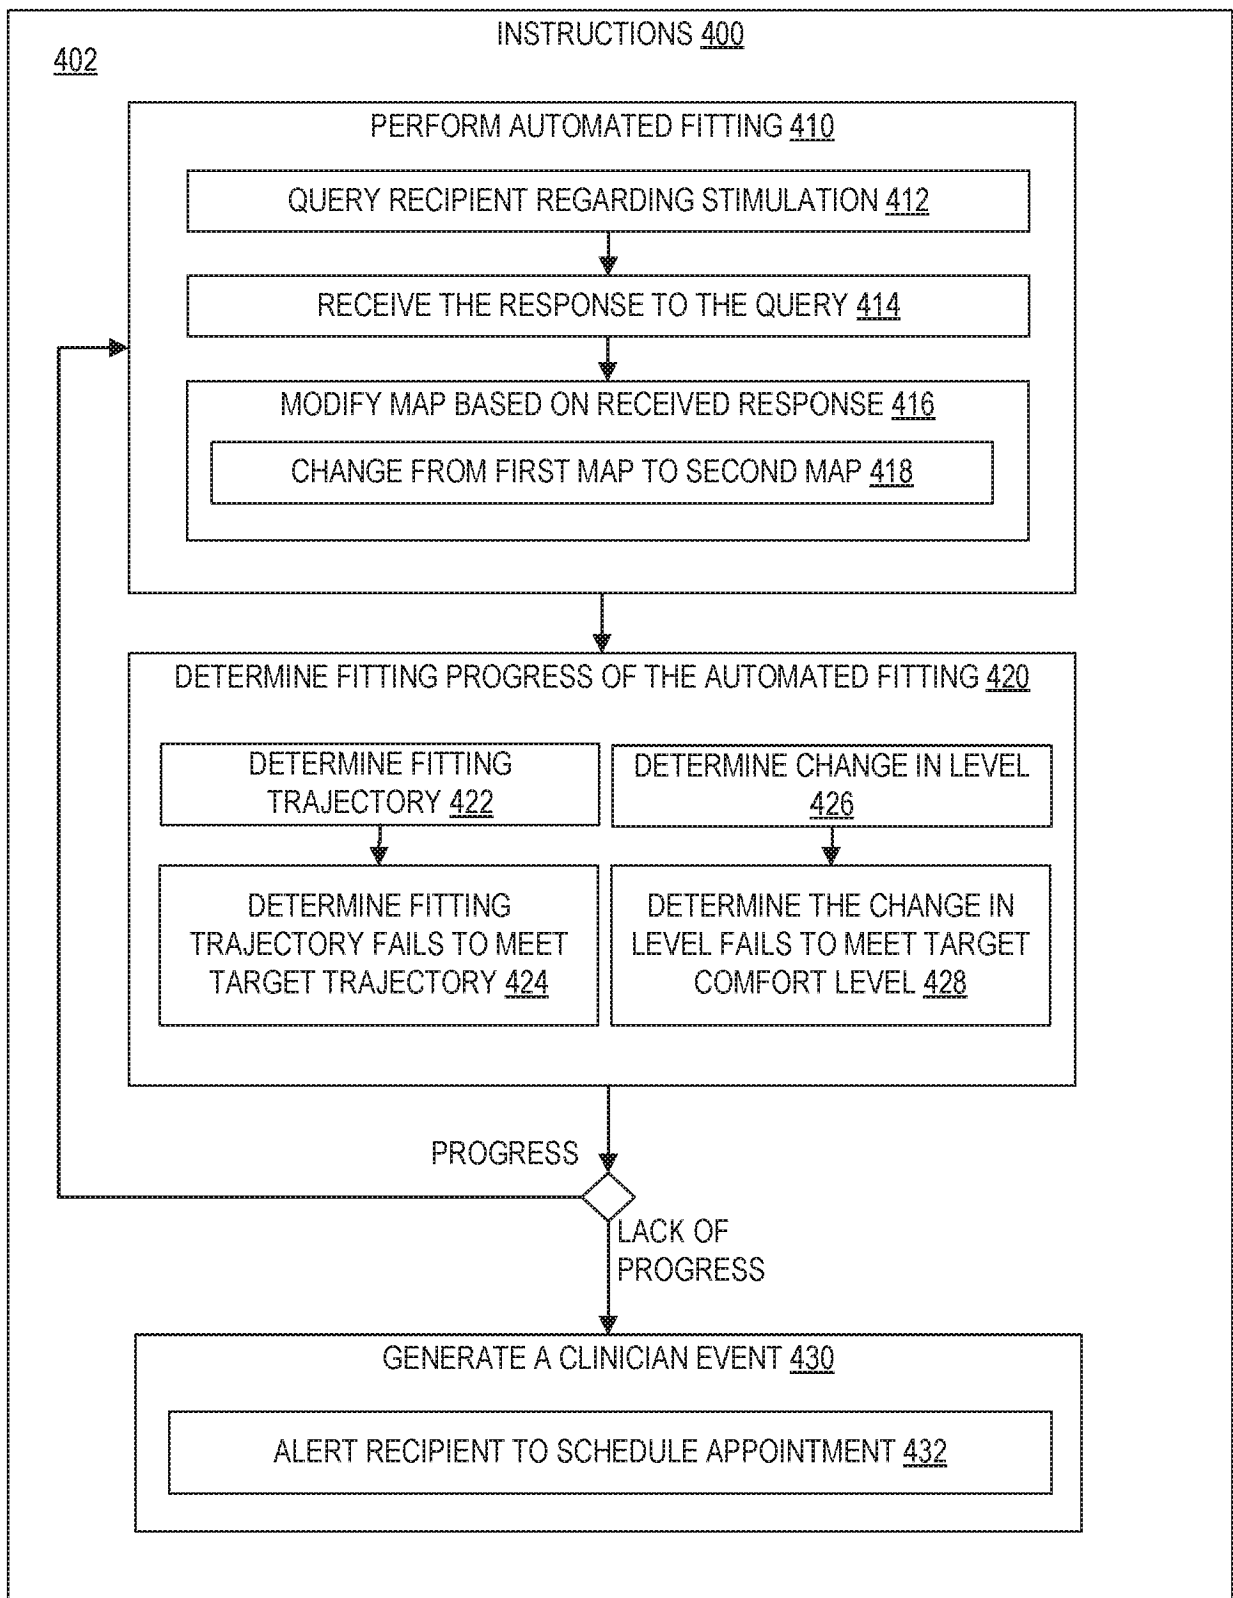 INSTRUCTIONS 400
402
PERFORM AUTOMATED FITTING 410
QUERY RECIPIENT REGARDING STIMULATION 412
RECEIVE THE RESPONSE TO THE QUERY 414
MODIFY MAP BASED ON RECEIVED RESPONSE 416
CHANGE FROM FIRST MAP TO SECOND MAP 418
DETERMINE FITTING PROGRESS OF THE AUTOMATED FITTING 420
DETERMINE FITTING
TRAJECTORY 422
DETERMINE CHANGE IN LEVEL
426
DETERMINE FITTING
TRAJECTORY FAILS TO MEET
TARGET TRAJECTORY 424
DETERMINE THE CHANGE IN
LEVEL FAILS TO MEET TARGET
COMFORT LEVEL 428
PROGRESS
LACK OF
PROGRESS
GENERATE A CLINICIAN EVENT 430
ALERT RECIPIENT TO SCHEDULE APPOINTMENT 432